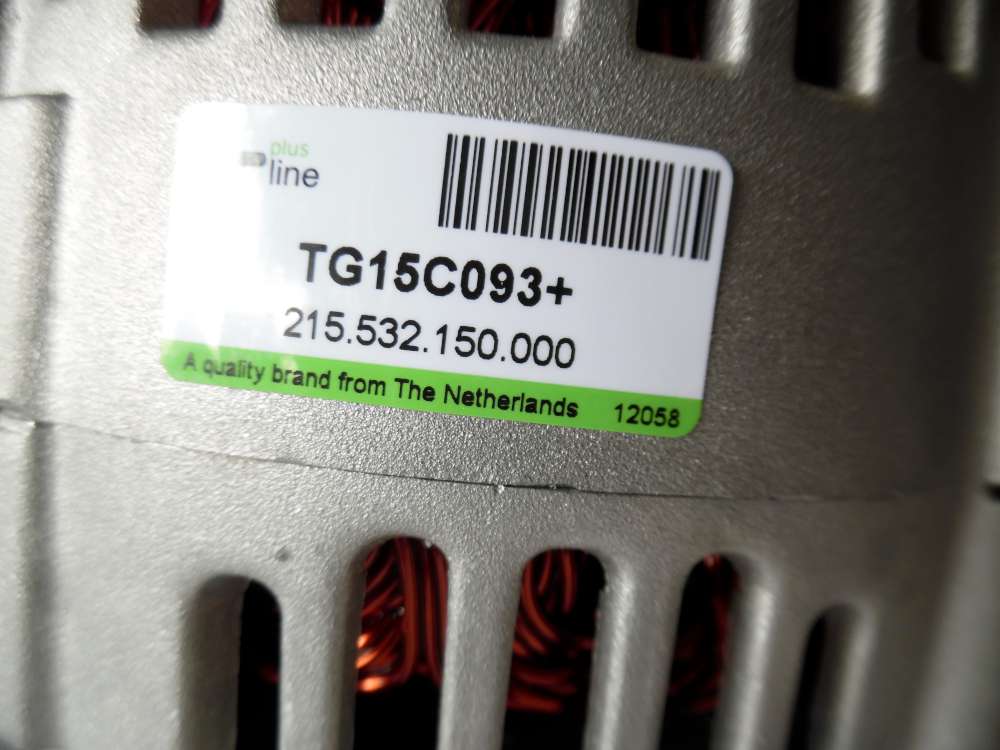 plus
line
TG15C093+
215.532.150.000
A quality brand from The Netherlands 12058